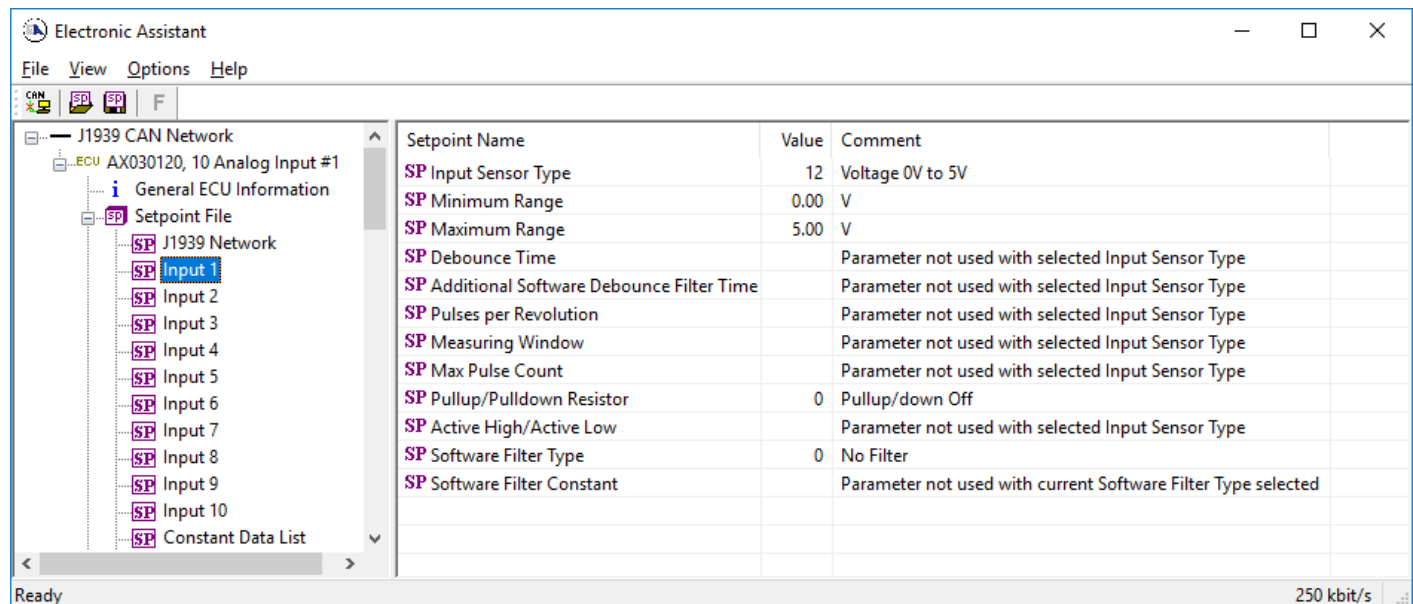 Electronic Assistant
File View Options Help
CAN SP SP F
J1939 CAN Network
ECU AX030120, 10 Analog Input #1
i General ECU Information
SP Setpoint File
SP J1939 Network
SP Input 1
SP Input 2
SP Input 3
SP Input 4
SP Input 5
SP Input 6
SP Input 7
SP Input 8
SP Input 9
SP Input 10
SP Constant Data List
Setpoint Name Value Comment
SP Input Sensor Type 12 Voltage 0V to 5V
SP Minimum Range 0.00 V
SP Maximum Range 5.00 V
SP Debounce Time Parameter not used with selected Input Sensor Type
SP Additional Software Debounce Filter Time Parameter not used with selected Input Sensor Type
SP Pulses per Revolution Parameter not used with selected Input Sensor Type
SP Measuring Window Parameter not used with selected Input Sensor Type
SP Max Pulse Count Parameter not used with selected Input Sensor Type
SP Pullup/Pulldown Resistor 0 Pullup/down Off
SP Active High/Active Low Parameter not used with selected Input Sensor Type
SP Software Filter Type 0 No Filter
SP Software Filter Constant Parameter not used with current Software Filter Type selected
Ready 250 kbit/s